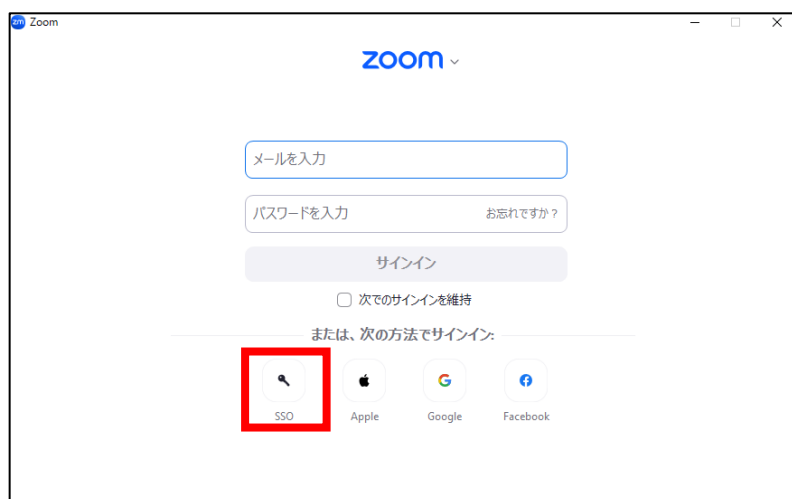 zm Zoom
zoom
メールを入力
パスワードを入力 お忘れですか？
サインイン
次でのサインインを維持
または、次の方法でサインイン:
SSO Apple Google Facebook